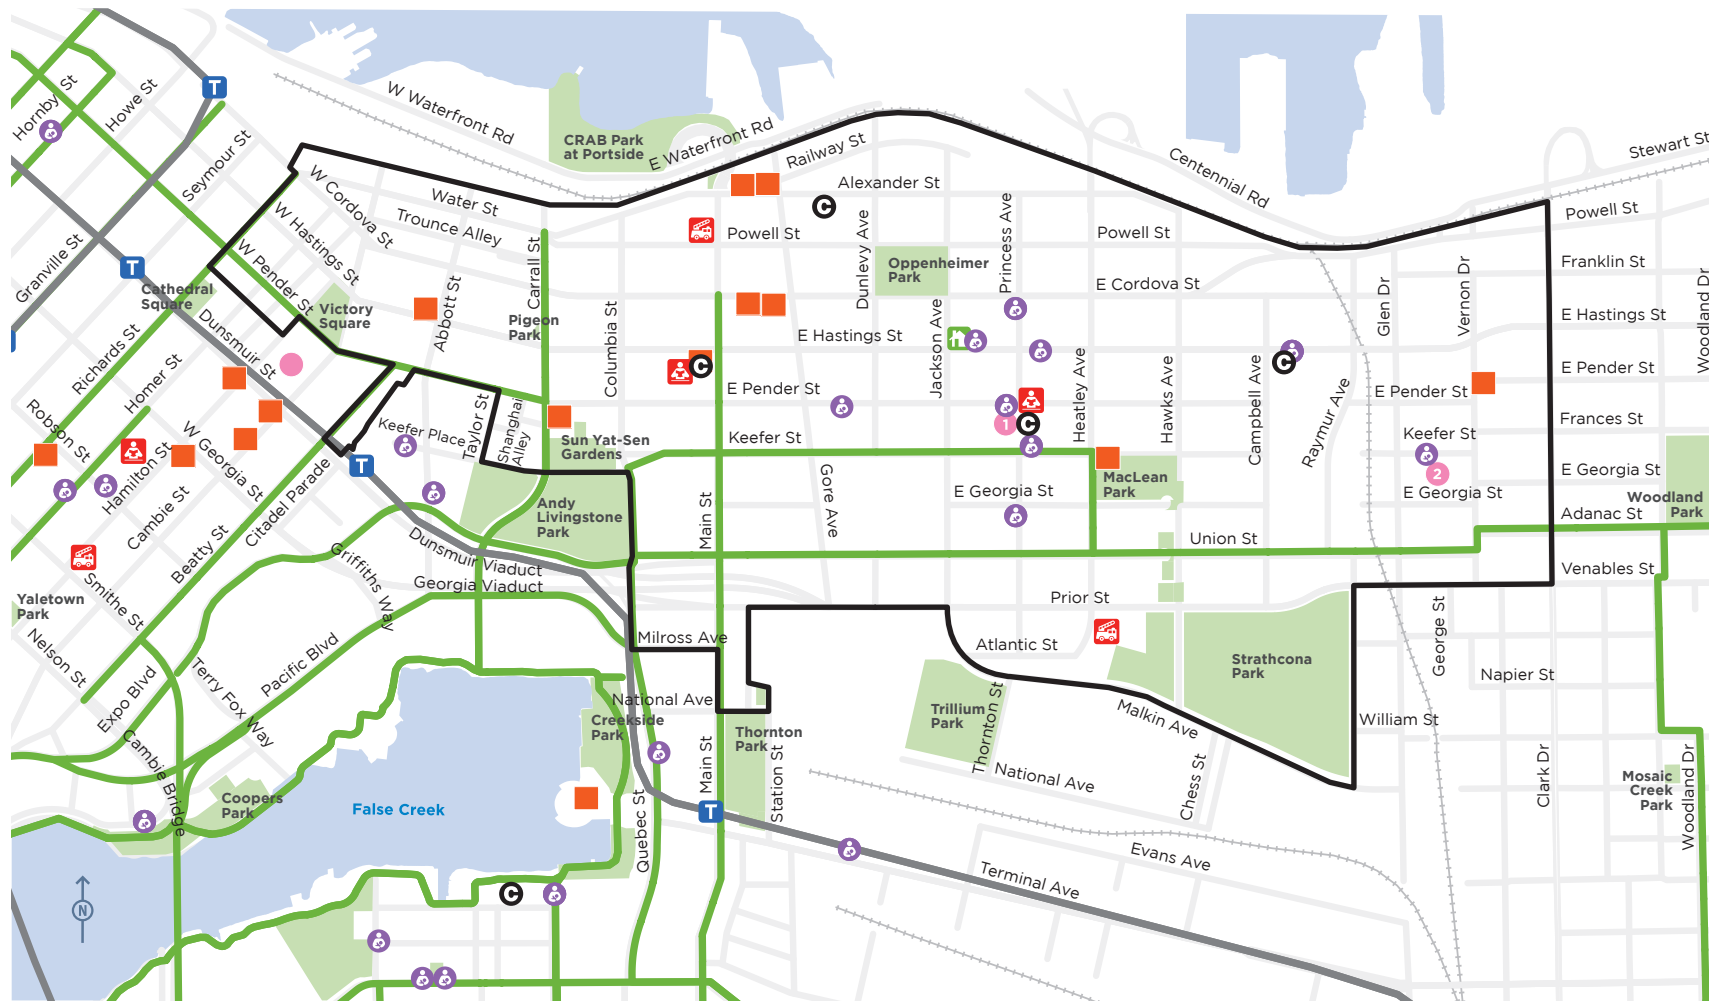 Hornby St
Howe St
Seymour St
Granville St
T
T
W Waterfront Rd
CRAB Park
at Portside
E Waterfront Rd
Railway St
Alexander St
C
Centennial Rd
Stewart St
Powell St
Water St
W Cordova St
Trounce Alley
W Hastings St
W Pender St
Cathedral
Square
Victory
Square
Abbott St
Carrall St
Pigeon
Park
Columbia St
Powell St
Dunlevy Ave
Oppenheimer
Park
Princess Ave
Powell St
E Cordova St
Glen Dr
Vernon Dr
Franklin St
E Hastings St
Woodland Dr
E Hastings St
Jackson Ave
Heatley Ave
Hawks Ave
Campbell Ave
C
Raymur Ave
E Pender St
E Pender St
Frances St
Keefer St
2
E Georgia St
E Georgia St
Woodland
Park
Adanac St
Richards St
Dunsmuir St
Homer St
Robson St
Hamilton St
W Georgia St
Cambie St
Beatty St
Citadel Parade
Keefer Place
Taylor St
Shanghai
Alley
T
Sun Yat-Sen
Gardens
C
E Pender St
Keefer St
1
C
MacLean
Park
E Georgia St
Gore Ave
Main St
Andy
Livingstone
Park
Union St
Venables St
Dunsmuir Viaduct
Georgia Viaduct
Griffiths Way
Yaletown
Park
Smithe St
Nelson St
Expo Blvd
Terry Fox Way
Pacific Blvd
Cambie Bridge
Coopers
Park
False Creek
Milross Ave
National Ave
Creekside
Park
Thornton
Park
Main St
Station St
Quebec St
T
Prior St
Atlantic St
Trillium
Park
Thornton St
National Ave
Malkin Ave
Chess St
Strathcona
Park
George St
Napier St
William St
Clark Dr
Mosaic
Creek
Park
Woodland Dr
Evans Ave
Terminal Ave
C
N